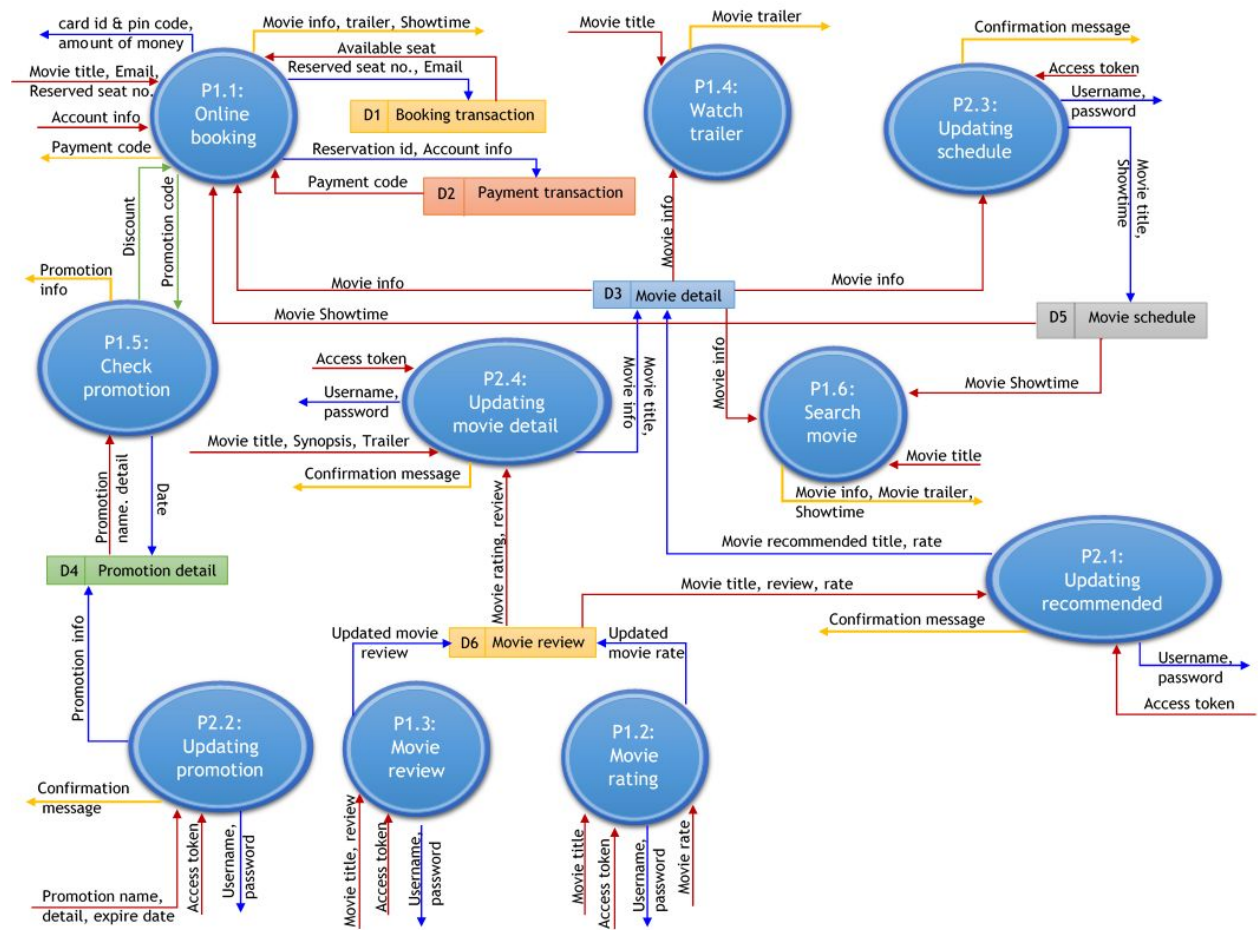 card id & pin code,
amount of money
Movie info, trailer, Showtime
Available seat
Reserved seat no., Email
Movie title, Email,
Reserved seat no.
P1.1:
Online
booking
D1 Booking transaction
Account info
Payment code
Reservation id, Account info
Payment code
D2 Payment transaction
Movie title
Movie trailer
P1.4:
Watch
trailer
Confirmation message
Access token
Username,
password
P2.3:
Updating
schedule
Movie title,
Showtime
Discount
Promotion code
Movie info
Promotion
info
Movie info
D3 Movie detail
Movie info
Movie Showtime
D5 Movie schedule
P1.5:
Check
promotion
Access token
Username,
password
P2.4:
Updating
movie detail
Movie title,
Movie info
Movie info
P1.6:
Search
movie
Movie Showtime
Movie title, Synopsis, Trailer
Confirmation message
Movie title
Movie info, Movie trailer,
Showtime
Promotion
name. detail
Date
Movie rating, review
Movie recommended title, rate
P2.1:
Updating
recommended
D4 Promotion detail
Movie title, review, rate
Confirmation message
Promotion info
Updated movie
review
D6 Movie review
Updated
movie rate
Username,
password
Access token
P2.2:
Updating
promotion
P1.3:
Movie
review
P1.2:
Movie
rating
Confirmation
message
Promotion name,
detail, expire date
Access token
Username,
password
Movie title, review
Access token
Username,
password
Movie title
Access token
Username,
password
Movie rate